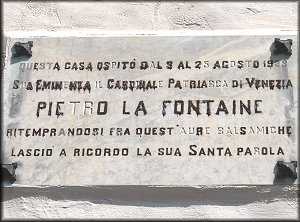 QUESTA CASA OSPITÒ DAL 9 AL 25 AGOSTO
SUA EMINENZA IL CARDINALE PATRIARCA DI VENEZIA
PIETRO LA FONTAINE
RITEMPRANDOSI FRA QUEST'AURE BALSAMICHE
LASCIÒ A RICORDO LA SUA SANTA PAROLA